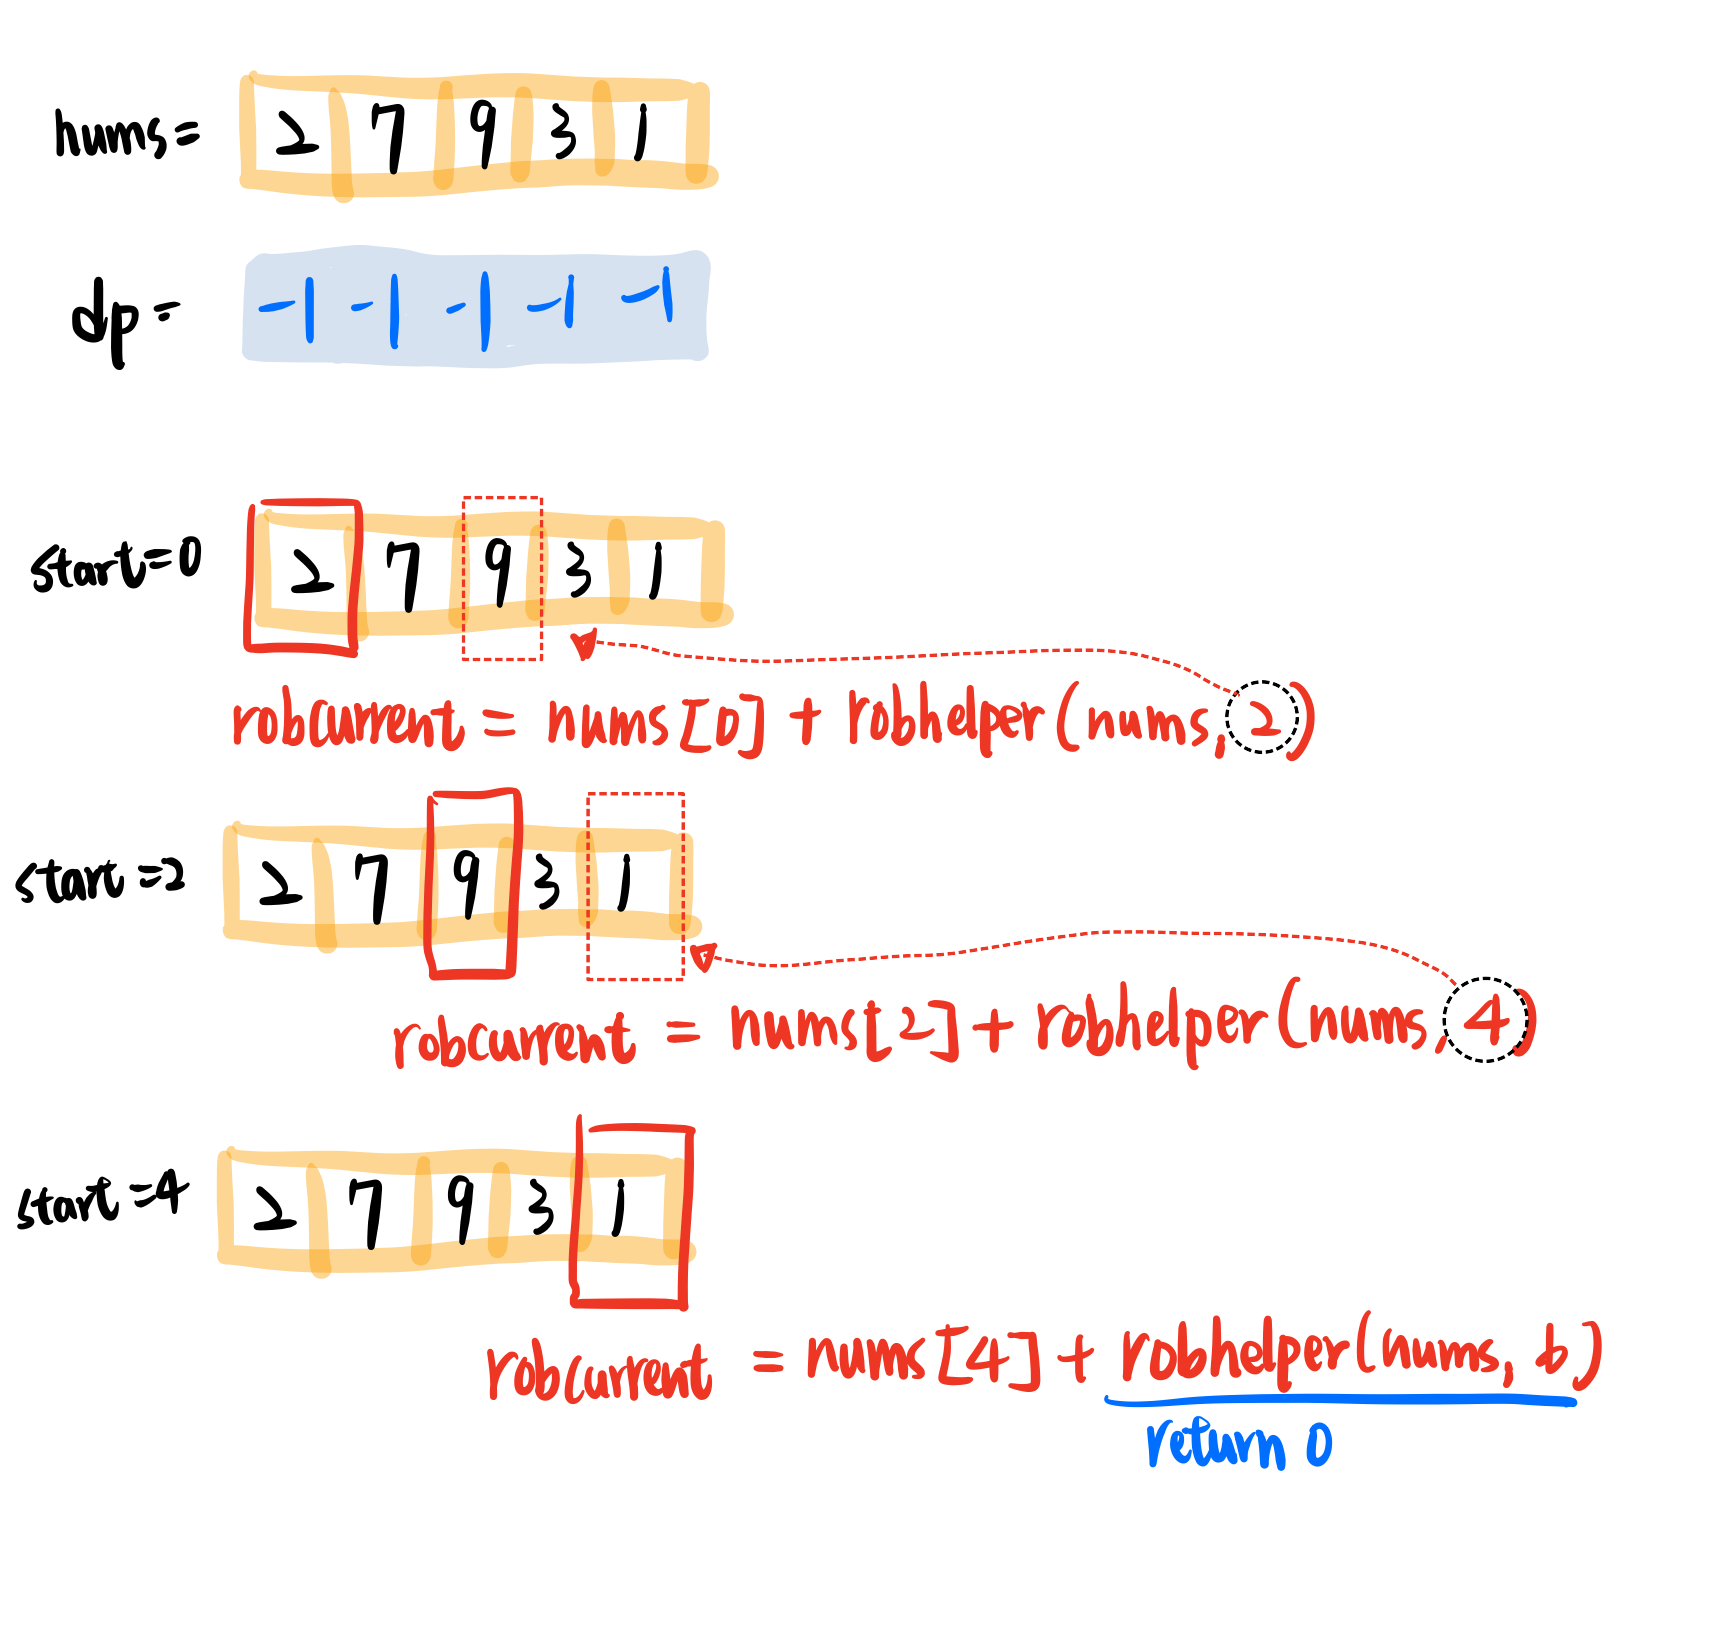 nums= 2 7 9 3 1
dp= -1 -1 -1 -1 -1
start=0 2 7 9 3 1
robcurrent = nums[0] + robhelper(nums, 2)
start=2 2 7 9 3 1
robcurrent = nums[2] + robhelper(nums, 4)
start=4 2 7 9 3 1
robcurrent = nums[4] + robhelper(nums, 6)
return 0